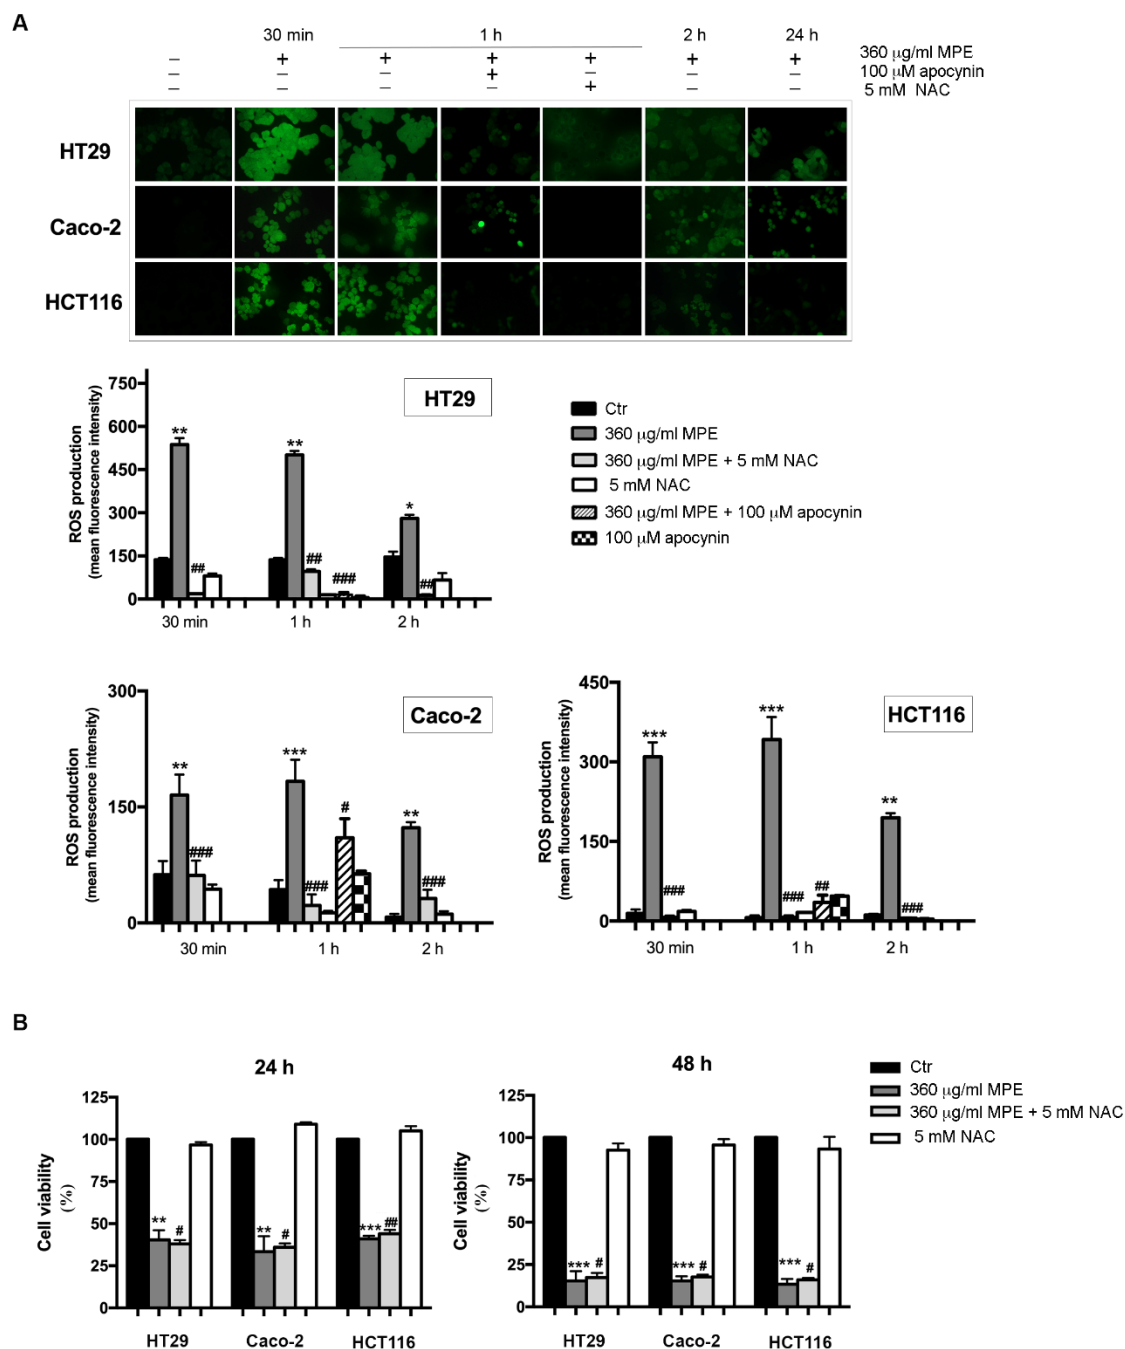 A
30 min 1 h 2 h 24 h
– + + + + + + 360 μg/ml MPE
– – – + – – – 100 μM apocynin
– – – – + – – 5 mM NAC
HT29
Caco-2
HCT116
HT29
ROS production
(mean fluorescence intensity)
750
600
450
300
150
0
** ** *
## ## ### ##
30 min 1 h 2 h
Ctr
360 μg/ml MPE
360 μg/ml MPE + 5 mM NAC
5 mM NAC
360 μg/ml MPE + 100 μM apocynin
100 μM apocynin
Caco-2
ROS production
(mean fluorescence intensity)
300
150
0
** *** **
### ### # ###
30 min 1 h 2 h
HCT116
ROS production
(mean fluorescence intensity)
450
300
150
0
*** *** **
### ### ## ###
30 min 1 h 2 h
B
24 h
Cell viability
(%)
125
100
75
50
25
0
** # ** # *** ##
HT29 Caco-2 HCT116
48 h
Cell viability
(%)
125
100
75
50
25
0
*** # *** # *** #
HT29 Caco-2 HCT116
Ctr
360 μg/ml MPE
360 μg/ml MPE + 5 mM NAC
5 mM NAC